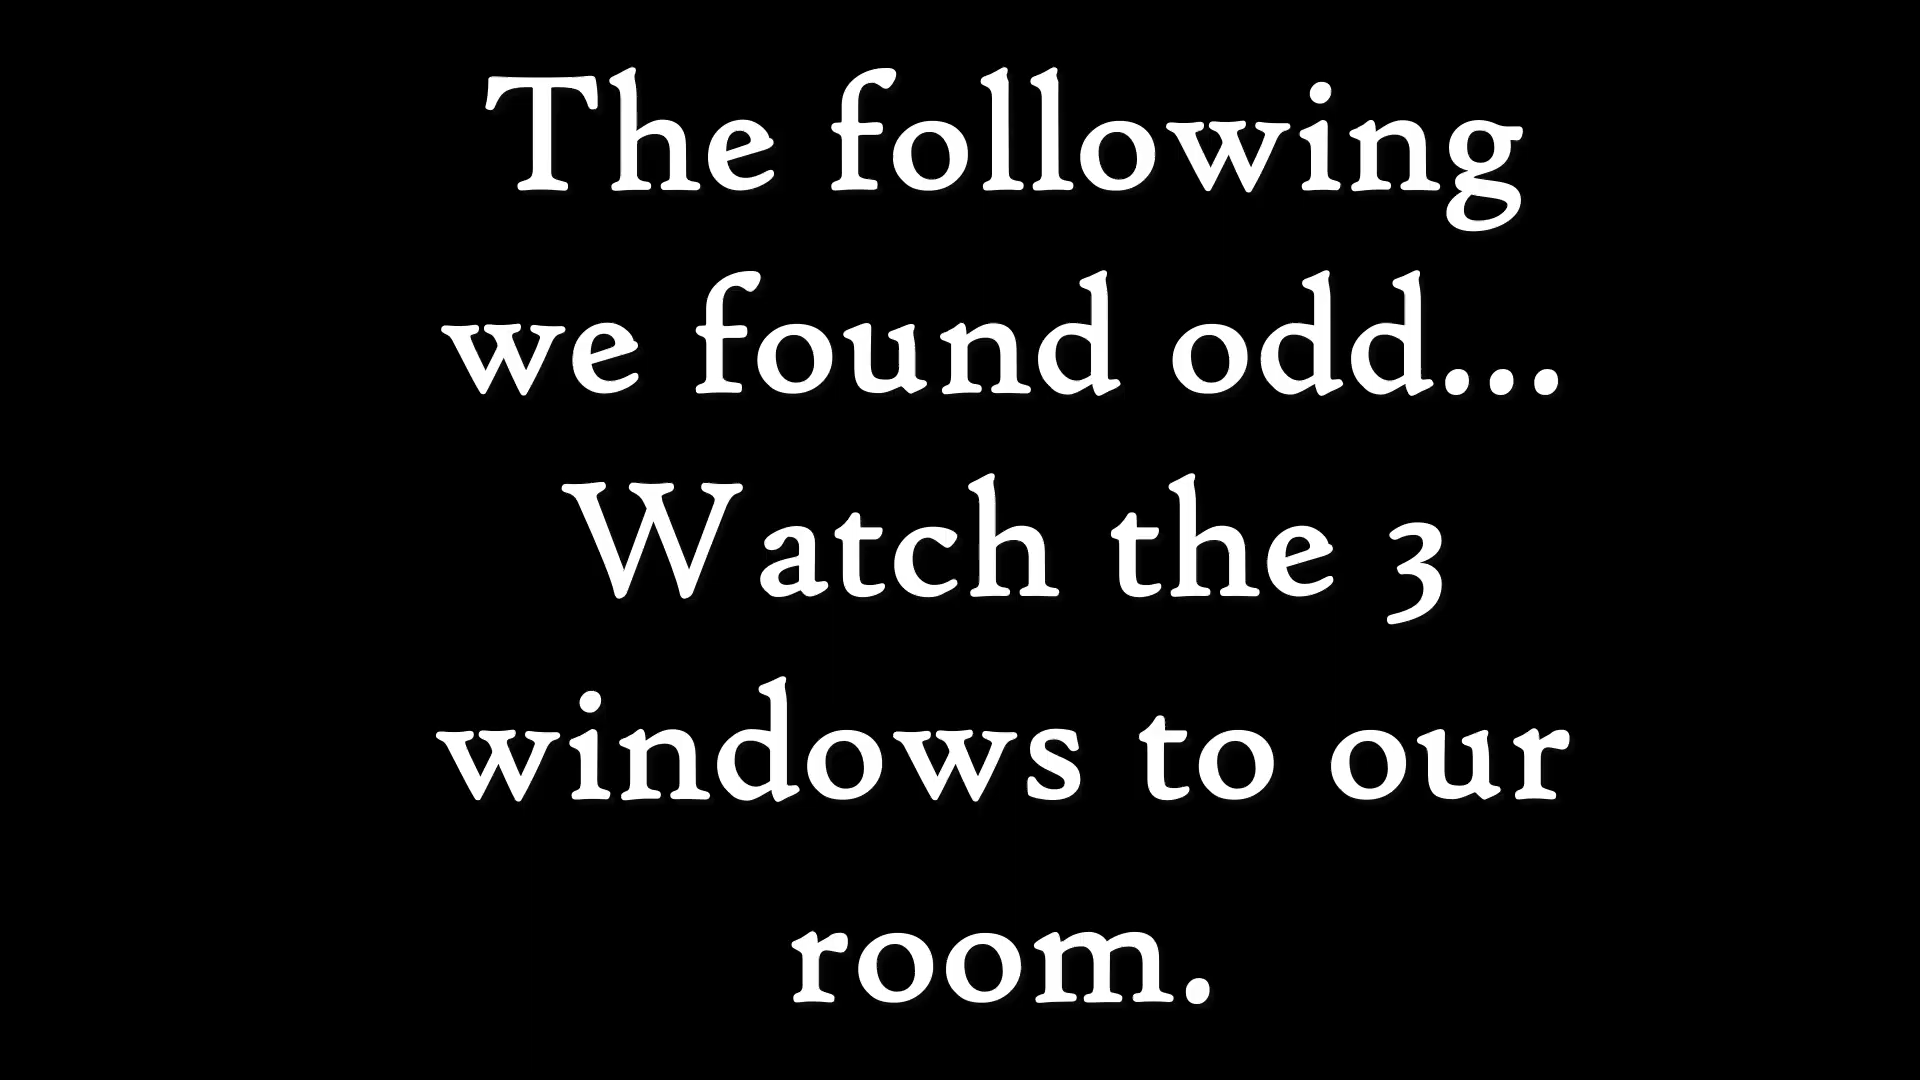 The following
we found odd...
Watch the 3
windows to our
room.